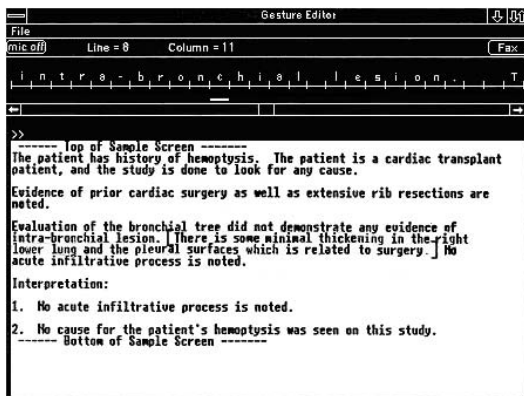 Gesture Editor
File
mic off Line = 8 Column = 11 Fax
intra-bronchial lesion. T
>>
------ Top of Sample Screen -------
The patient has history of hemoptysis. The patient is a cardiac transplant
patient, and the study is done to look for any cause.
Evidence of prior cardiac surgery as well as extensive rib resections are
noted.
Evaluation of the bronchial tree did not demonstrate any evidence of
intra-bronchial lesion. There is some minimal thickening in the right
lower lung and the pleural surfaces which is related to surgery. No
acute infiltrative process is noted.
Interpretation:
1. No acute infiltrative process is noted.
2. No cause for the patient's hemoptysis was seen on this study.
------ Bottom of Sample Screen -------